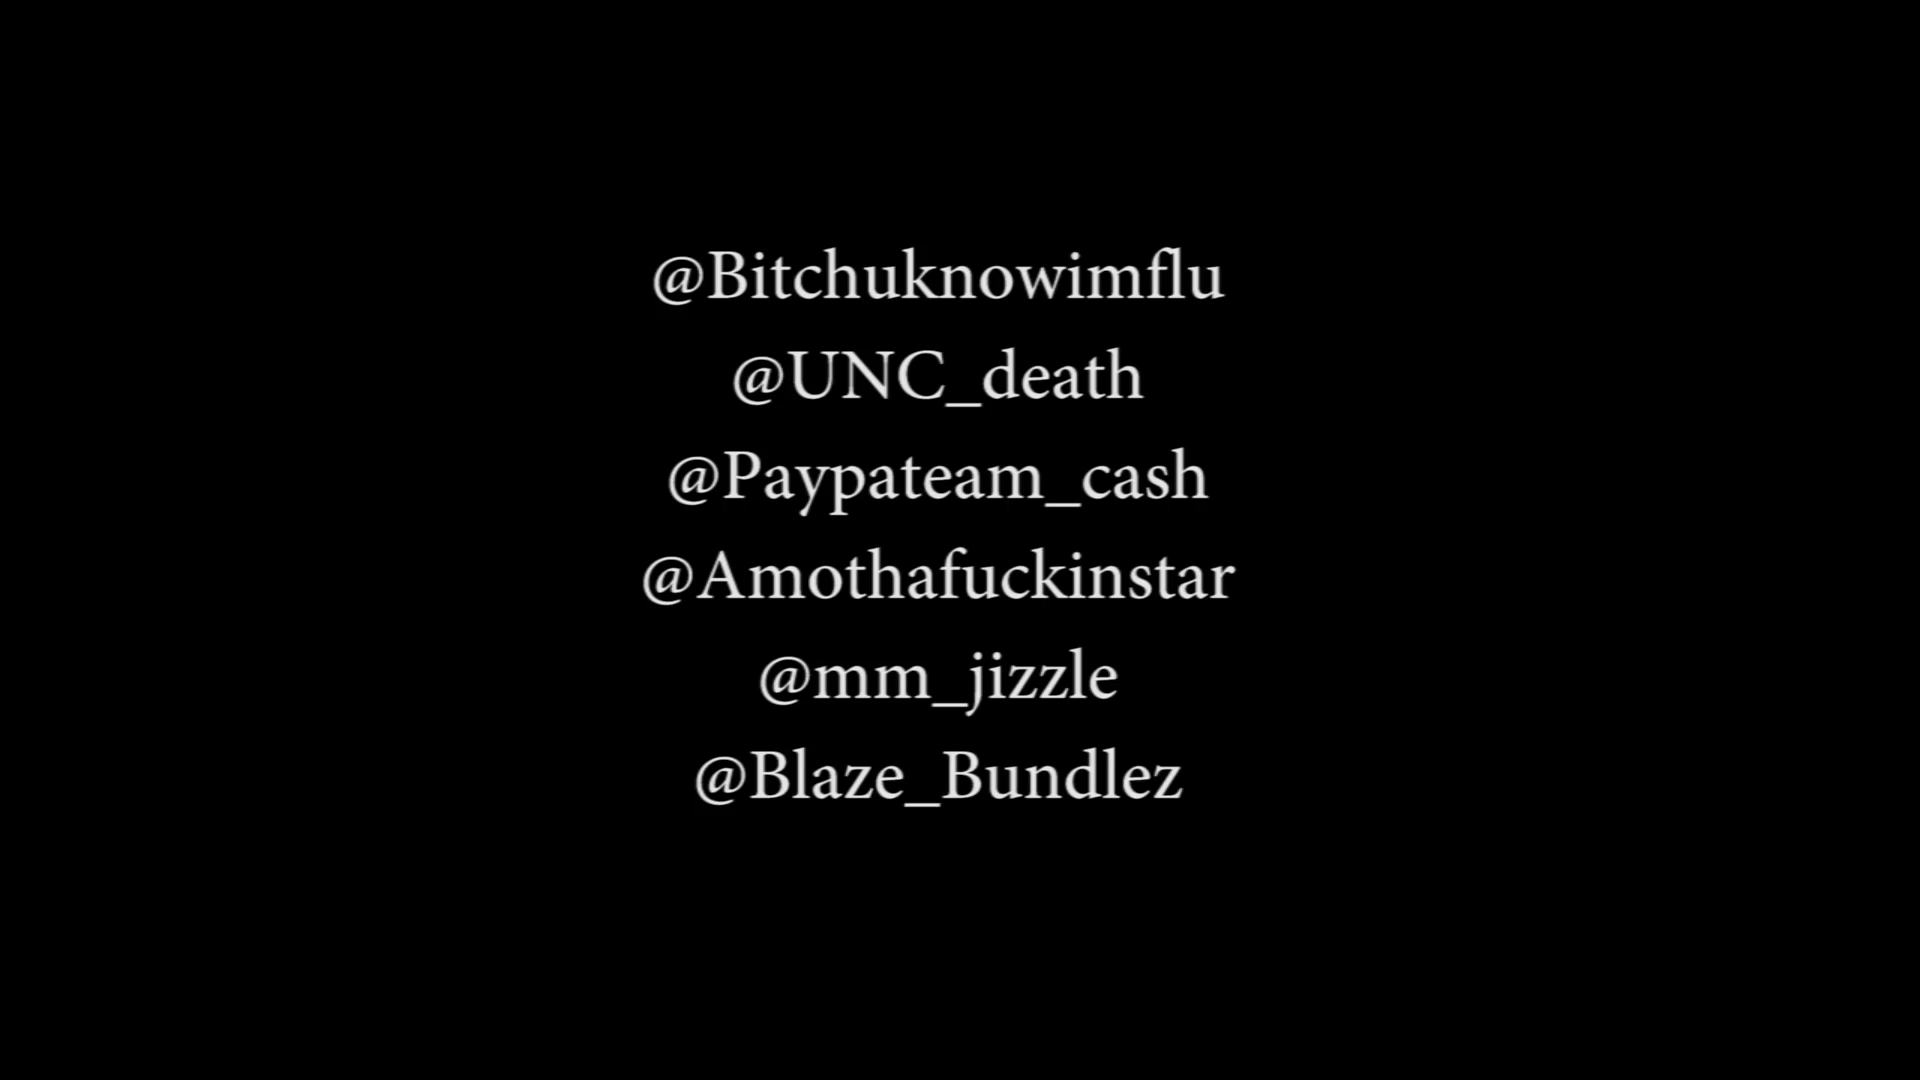 @Bitchuknowimflu
@UNC_death
@Paypateam_cash
@Amothafuckinstar
@mm_jizzle
@Blaze_Bundlez